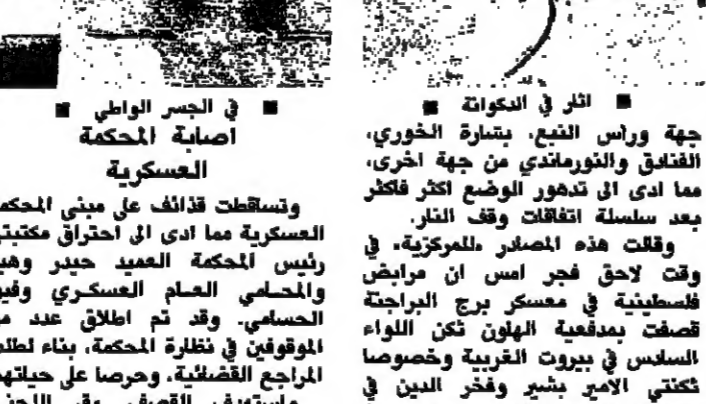 ■ اثار في الدكوانة ■
جهة وراس النبع، بشارة الخوري،
الفنادق والنورماندي من جهة اخرى،
مما ادى الى تدهور الوضع اكثر فاكثر
بعد سلسلة اتفاقات وقف النار.
وقالت هذه المصادر «للمركزية» في
وقت لاحق فجر امس ان مرابض
فلسطينية في معسكر برج البراجنة
قصفت بمدفعية الهاون ثكن اللواء
السادس في بيروت الغربية وخصوصا
ثكنتي الامير بشير وفخر الدين في
■ في الجسر الواطي ■
اصابة المحكمة
العسكرية
وتساقطت قذائف على مبنى المحكم
العسكرية مما ادى الى احتراق مكتبتي
رئيس المحكمة العميد حيدر وهب
والمحامي العام العسكري وفي
الحسامي. وقد تم اطلاق عدد م
الموقوفين في نظارة المحكمة، بناء لطل
المراجع القضائية، وحرصا على حياتهم
القصف